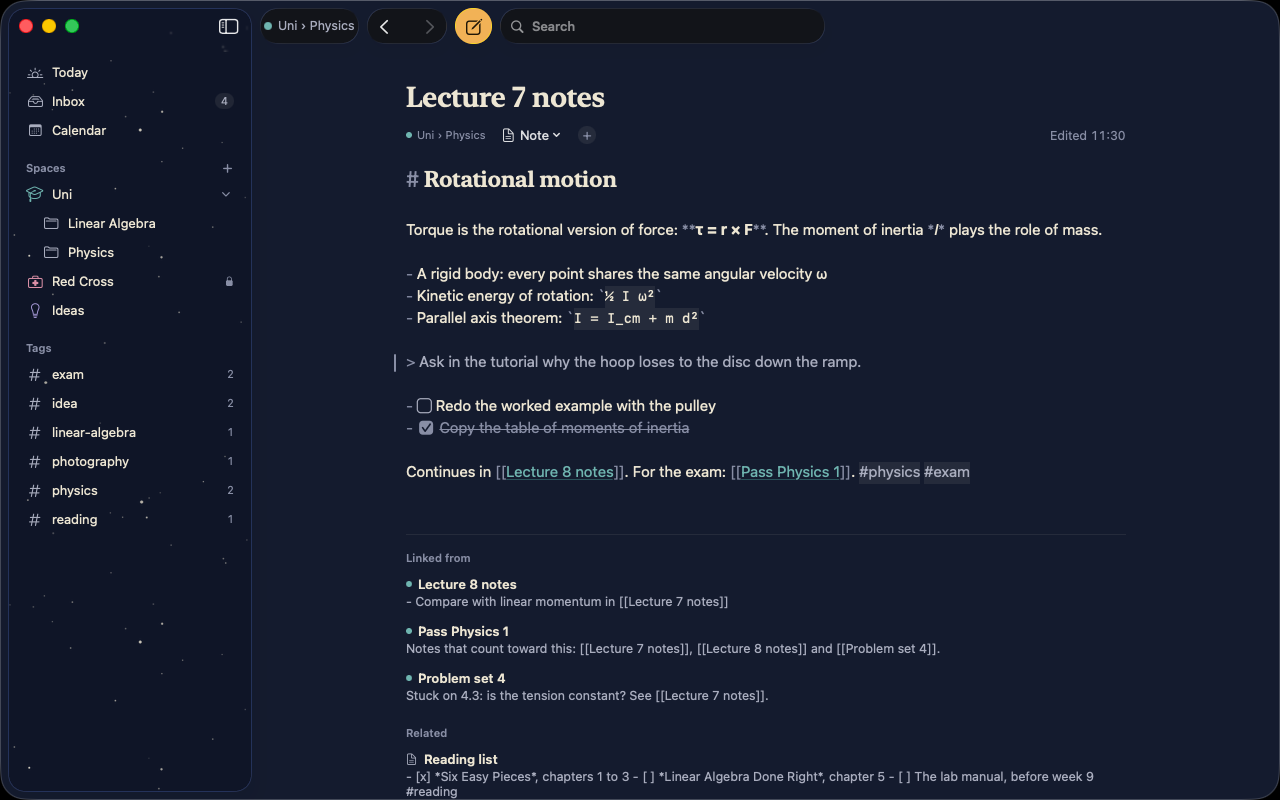 Uni › Physics
Search
Today
Inbox 4
Calendar
Spaces +
Uni
Linear Algebra
Physics
Red Cross
Ideas
Tags
# exam 2
# idea 2
# linear-algebra 1
# photography 1
# physics 2
# reading 1
Lecture 7 notes
Uni › Physics Note + Edited 11:30
# Rotational motion
Torque is the rotational version of force: **τ = r × F**. The moment of inertia *I* plays the role of mass.
- A rigid body: every point shares the same angular velocity ω
- Kinetic energy of rotation: `½ I ω²`
- Parallel axis theorem: `I = I_cm + m d²`
> Ask in the tutorial why the hoop loses to the disc down the ramp.
- Redo the worked example with the pulley
- Copy the table of moments of inertia
Continues in [[Lecture 8 notes]]. For the exam: [[Pass Physics 1]]. #physics #exam
Linked from
Lecture 8 notes
- Compare with linear momentum in [[Lecture 7 notes]]
Pass Physics 1
Notes that count toward this: [[Lecture 7 notes]], [[Lecture 8 notes]] and [[Problem set 4]].
Problem set 4
Stuck on 4.3: is the tension constant? See [[Lecture 7 notes]].
Related
Reading list
- [x] *Six Easy Pieces*, chapters 1 to 3 - [ ] *Linear Algebra Done Right*, chapter 5 - [ ] The lab manual, before week 9
#reading